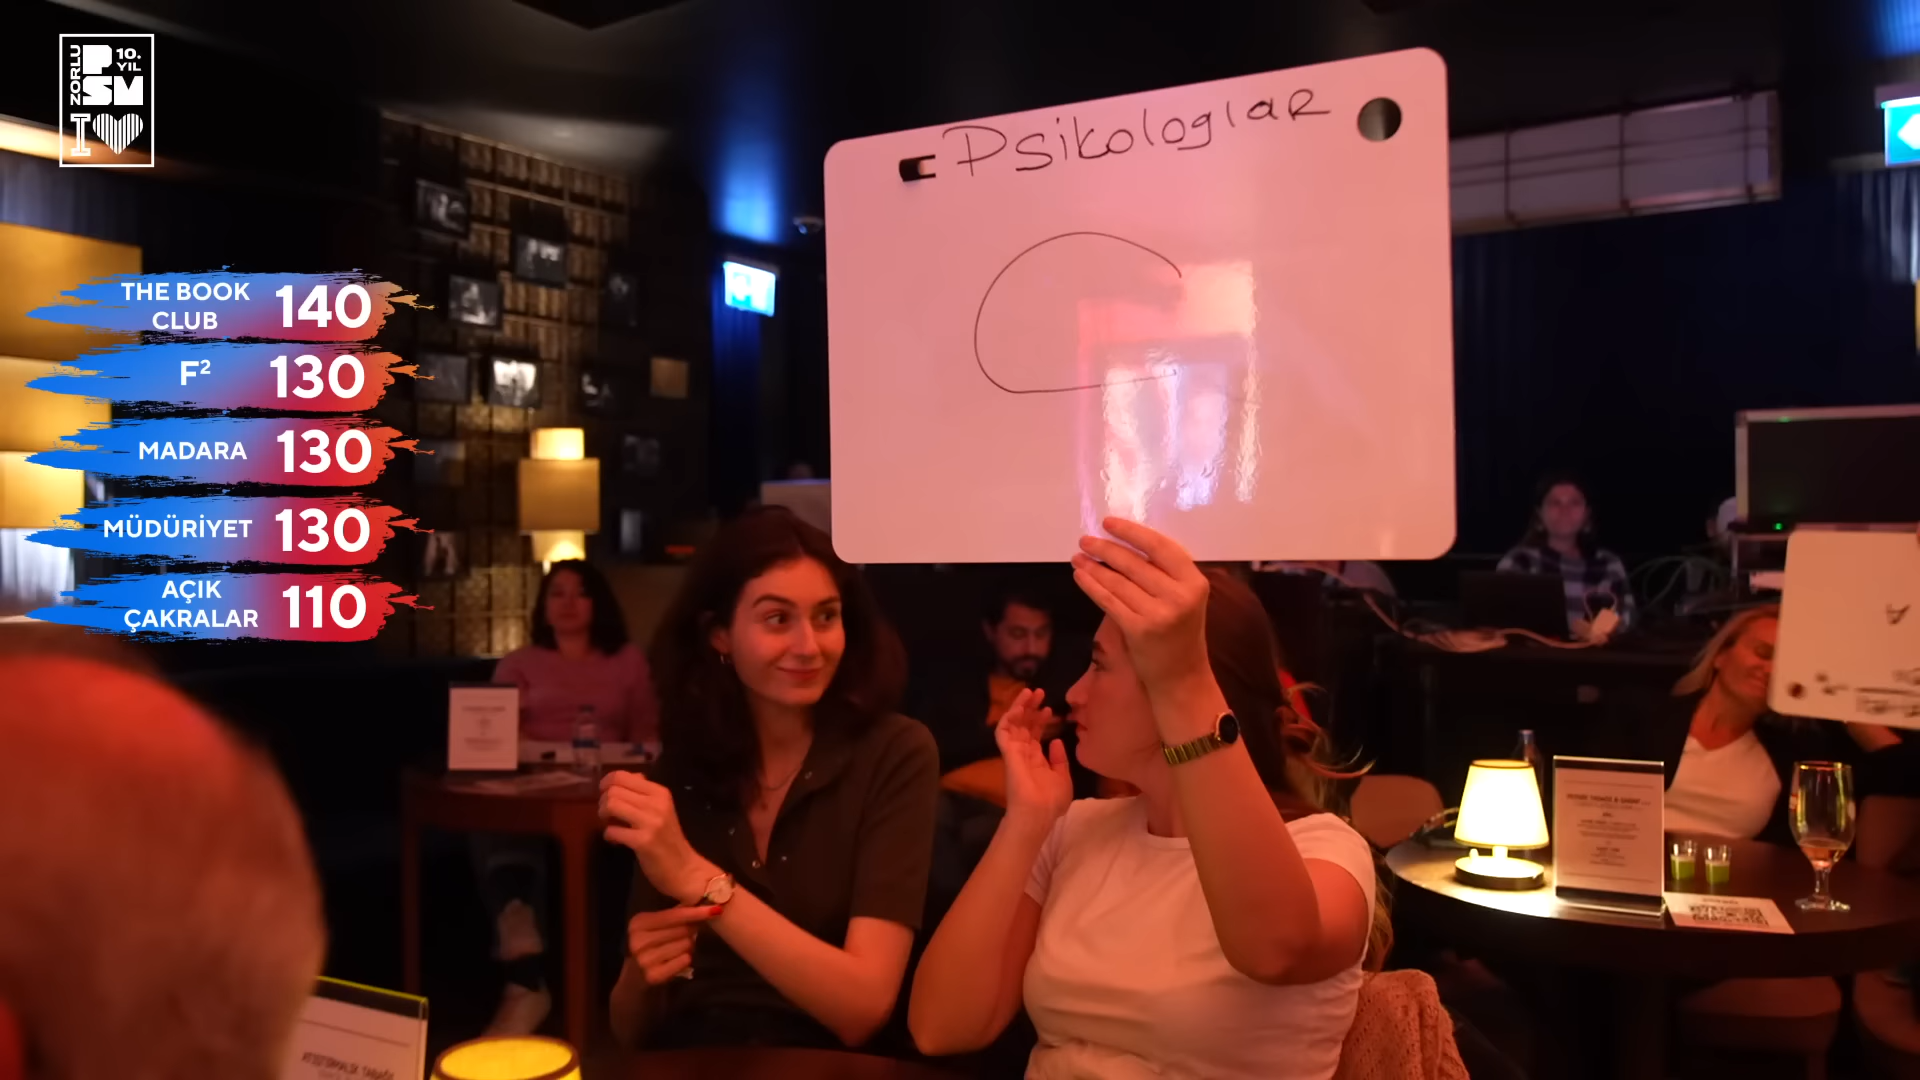 ZORLU
PSM
10.
YIL
I
THE BOOK
CLUB
140
F²
130
MADARA
130
MÜDÜRİYET
130
AÇIK
ÇAKRALAR
110
Psikologlar
C
A